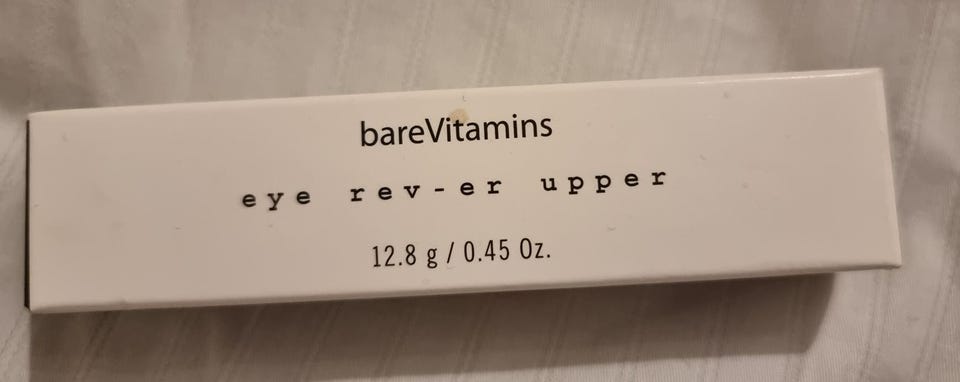 bareVitamins
eye rev-er upper
12.8 g / 0.45 Oz.